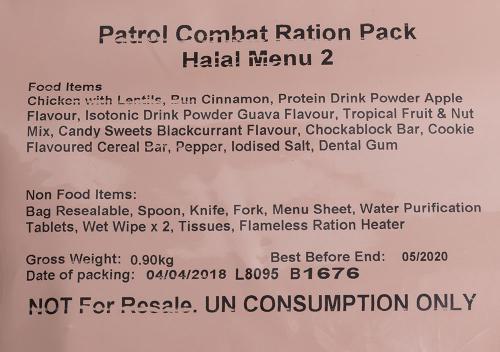 Patrol Combat Ration Pack
Halal Menu 2
Food Items
Chicken with Lentils, Bun Cinnamon, Protein Drink Powder Apple
Flavour, Isotonic Drink Powder Guava Flavour, Tropical Fruit & Nut
Mix, Candy Sweets Blackcurrant Flavour, Chockablock Bar, Cookie
Flavoured Cereal Bar, Pepper, Iodised Salt, Dental Gum
Non Food Items:
Bag Resealable, Spoon, Knife, Fork, Menu Sheet, Water Purification
Tablets, Wet Wipe x 2, Tissues, Flameless Ration Heater
Gross Weight: 0.90kg Best Before End: 05/2020
Date of packing: 04/04/2018 L8095 B1676
NOT For Resale. UN CONSUMPTION ONLY